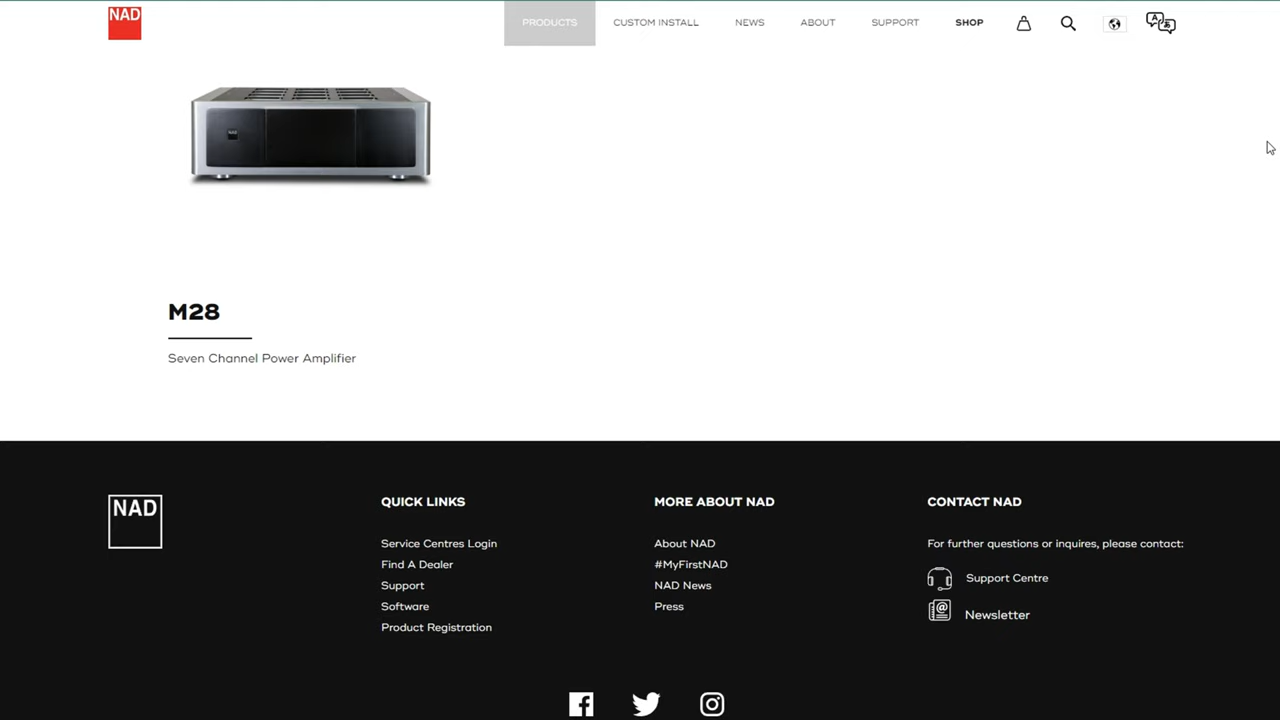 NAD
PRODUCTS CUSTOM INSTALL NEWS ABOUT SUPPORT SHOP
M28
Seven Channel Power Amplifier
NAD
QUICK LINKS
Service Centres Login
Find A Dealer
Support
Software
Product Registration
MORE ABOUT NAD
About NAD
#MyFirstNAD
NAD News
Press
CONTACT NAD
For further questions or inquires, please contact:
Support Centre
Newsletter